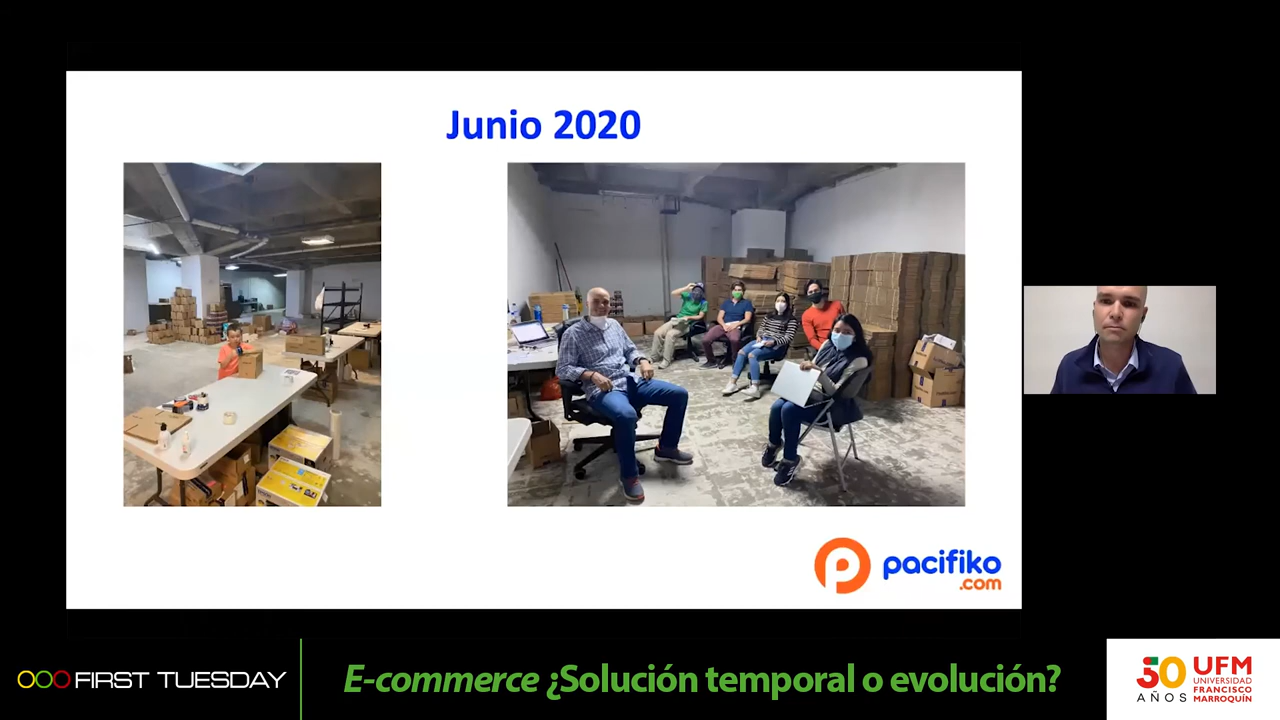 Junio 2020
pacifiko
.com
FIRST TUESDAY
E-commerce ¿Solución temporal o evolución?
50
AÑOS
UFM
UNIVERSIDAD
FRANCISCO
MARROQUÍN